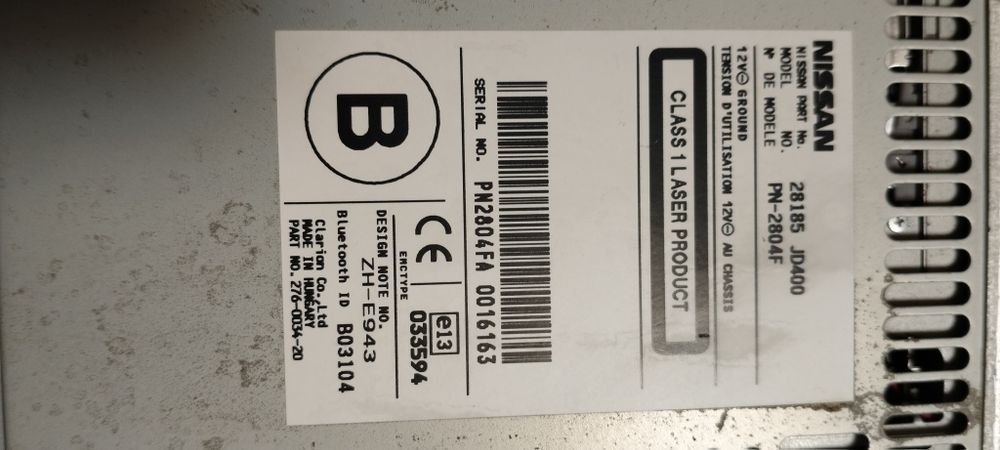 NISSAN
NISSAN PART No. 28185 JD400
MODEL NO. PN-2804F
N° DE MODELE
12V⊖ GROUND
TENSION D'UTILISATION 12V⊖ AU CHASSIS
CLASS 1 LASER PRODUCT
SERIAL NO. PN2804FA 0016163
B
CE
EMCTYPE
e13
033594
DESIGN NOTE NO.
ZH-E943
Bluetooth ID B03104
Clarion Co.,Ltd
MADE IN HUNGARY
PART NO. 276-0034-20